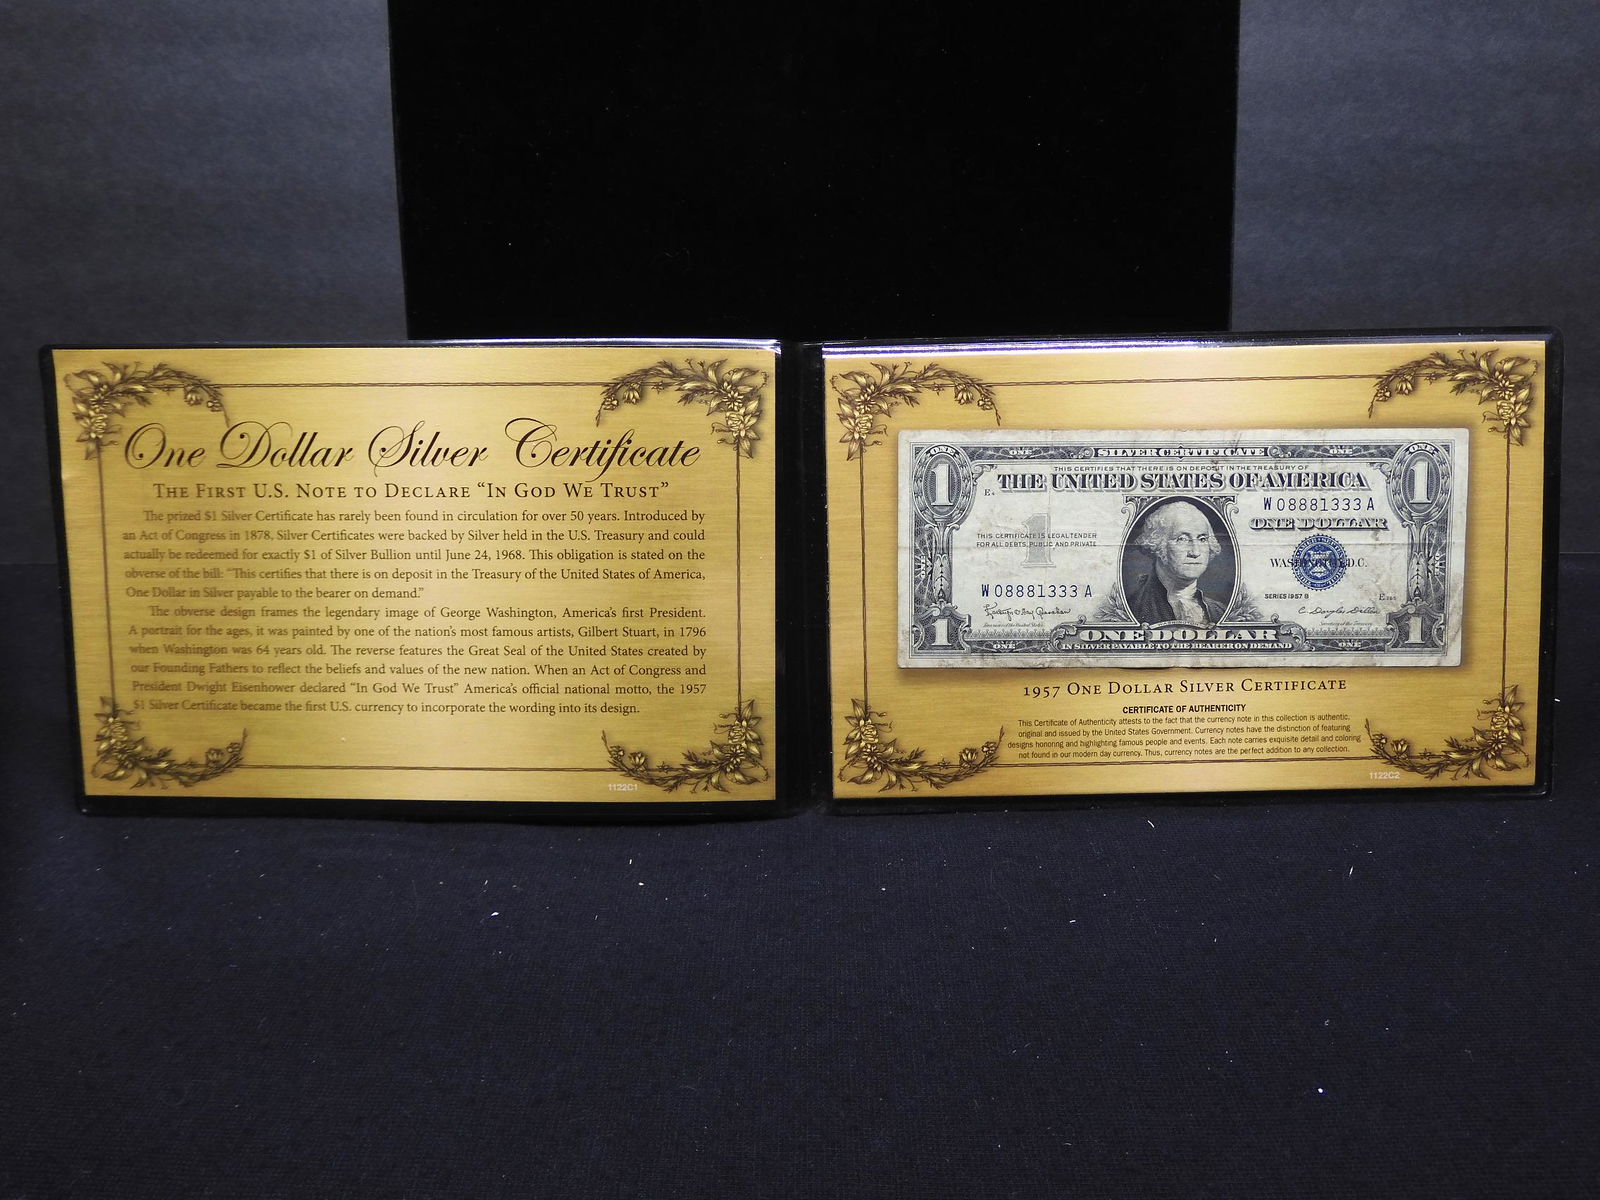 One Dollar Silver Certificate
THE FIRST U.S. NOTE TO DECLARE “IN GOD WE TRUST”
The prized $1 Silver Certificate has rarely been found in circulation for over 50 years. Introduced by
an Act of Congress in 1878, Silver Certificates were backed by Silver held in the U.S. Treasury and could
actually be redeemed for exactly $1 of Silver Bullion until June 24, 1968. This obligation is stated on the
obverse of the bill: “This certifies that there is on deposit in the Treasury of the United States of America,
One Dollar in Silver payable to the bearer on demand.”
The obverse design frames the legendary image of George Washington, America’s first President.
A portrait for the ages, it was painted by one of the nation’s most famous artists, Gilbert Stuart, in 1796
when Washington was 64 years old. The reverse features the Great Seal of the United States created by
our Founding Fathers to reflect the beliefs and values of the new nation. When an Act of Congress and
President Dwight Eisenhower declared “In God We Trust” America’s official national motto, the 1957
$1 Silver Certificate became the first U.S. currency to incorporate the wording into its design.
1122C1
ONE SILVER CERTIFICATE ONE
THIS CERTIFIES THAT THERE IS ON DEPOSIT IN THE TREASURY OF
THE UNITED STATES OF AMERICA
W 08881333 A
ONE DOLLAR
1
THIS CERTIFICATE IS LEGAL TENDER
FOR ALL DEBTS, PUBLIC AND PRIVATE
WASHINGTON, D.C.
W 08881333 A
SERIES 1957 B
ONE DOLLAR
ONE IN SILVER PAYABLE TO THE BEARER ON DEMAND ONE
1957 ONE DOLLAR SILVER CERTIFICATE
CERTIFICATE OF AUTHENTICITY
This Certificate of Authenticity attests to the fact that the currency note in this collection is authentic,
original and issued by the United States Government. Currency notes have the distinction of featuring
designs honoring and highlighting famous people and events. Each note carries exquisite detail and coloring
not found in our modern day currency. Thus, currency notes are the perfect addition to any collection.
1122C2